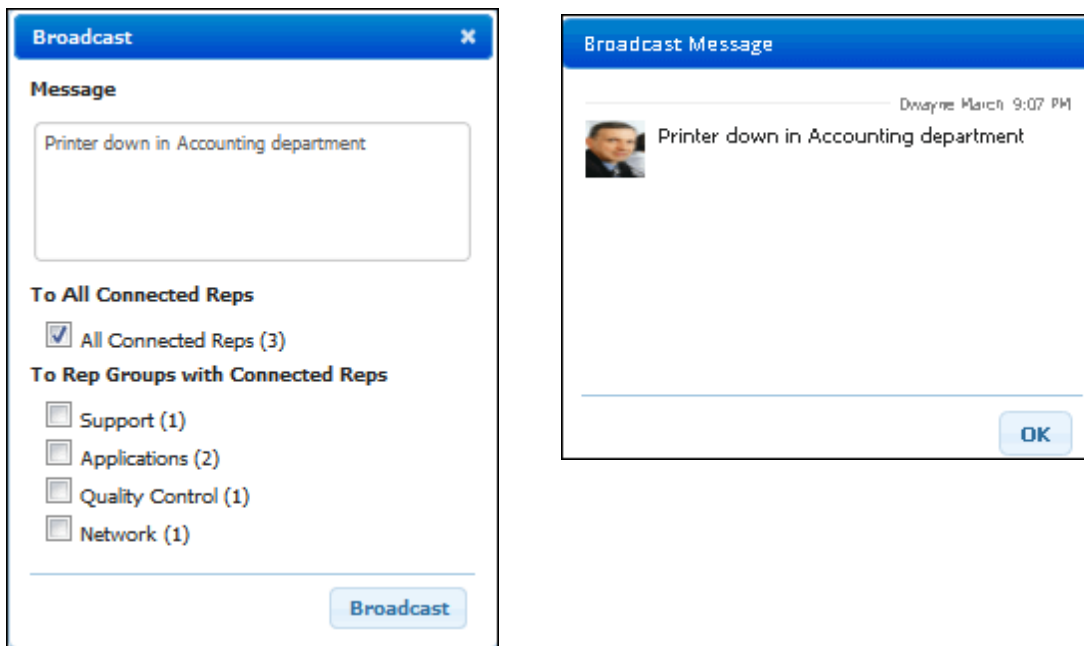 Broadcast
Message
Printer down in Accounting department
To All Connected Reps
All Connected Reps (3)
To Rep Groups with Connected Reps
Support (1)
Applications (2)
Quality Control (1)
Network (1)
Broadcast
Broadcast Message
Dwayne March 9:07 PM
Printer down in Accounting department
OK